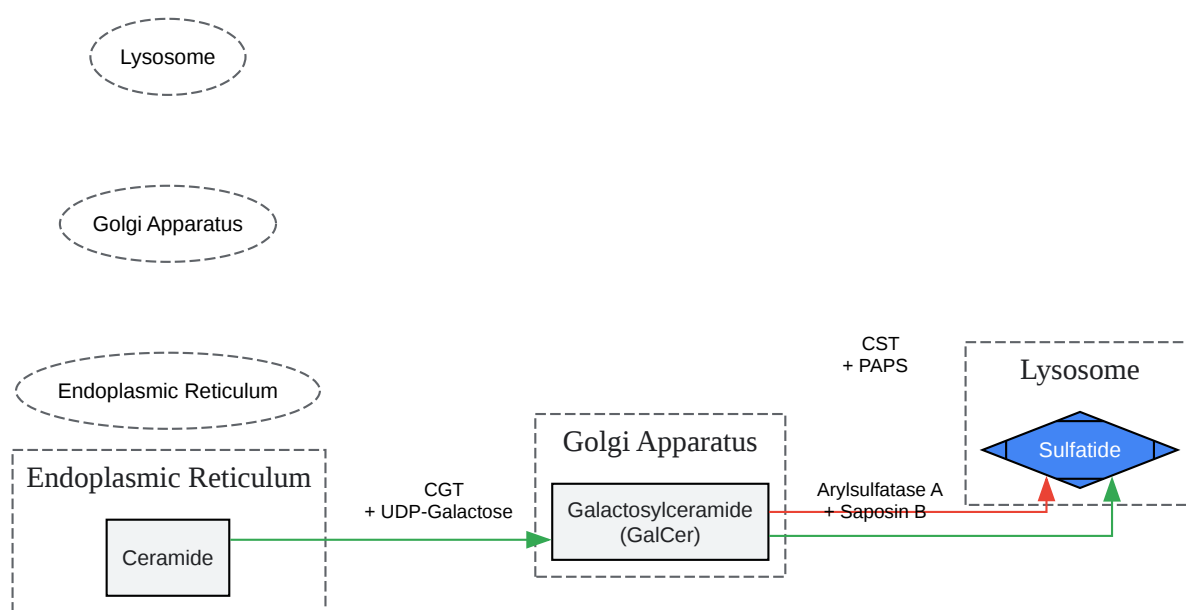 Lysosome
Golgi Apparatus
Endoplasmic Reticulum
CST
+ PAPS
Lysosome
Sulfatide
Golgi Apparatus
Galactosylceramide
(GalCer)
Arylsulfatase A
+ Saposin B
Endoplasmic Reticulum
CGT
+ UDP-Galactose
Ceramide